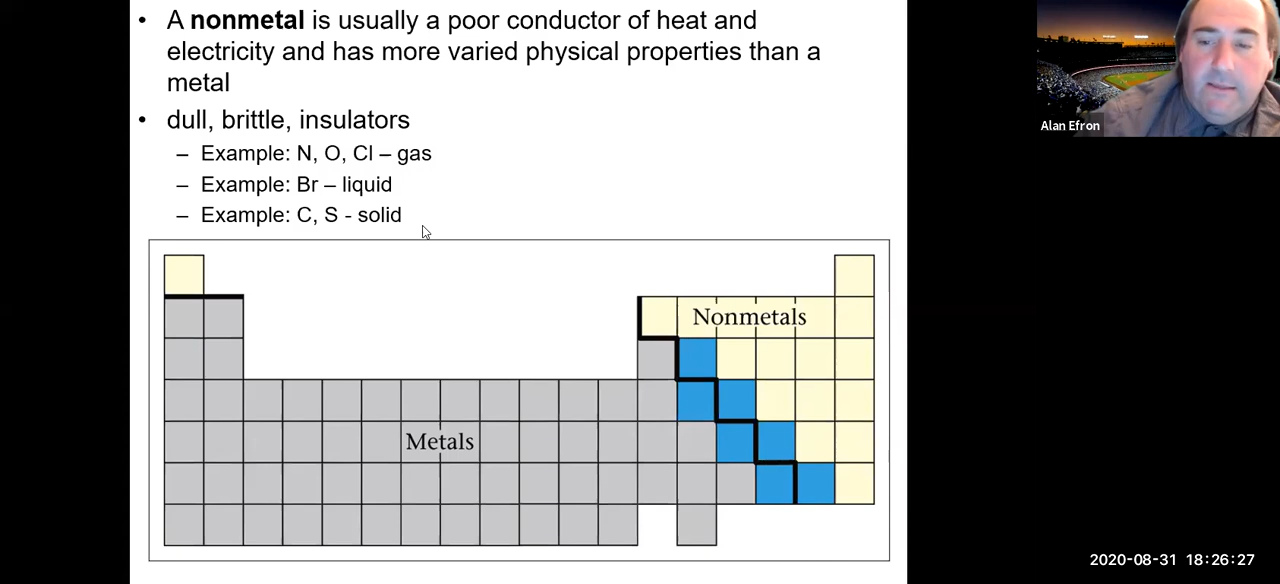 • A nonmetal is usually a poor conductor of heat and
electricity and has more varied physical properties than a
metal
• dull, brittle, insulators
– Example: N, O, Cl – gas
– Example: Br – liquid
– Example: C, S - solid
Alan Efron
Nonmetals
Metals
2020-08-31 18:26:27